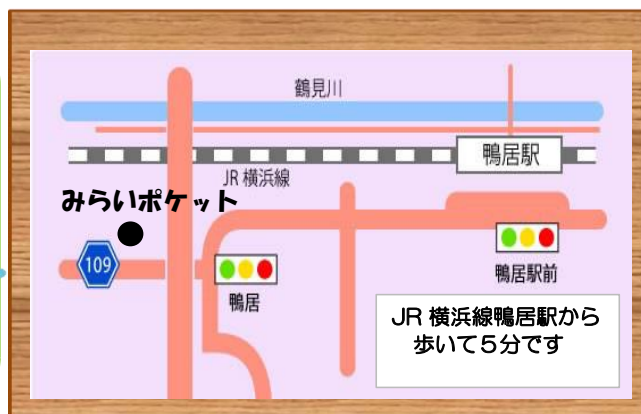 鶴見川
鴨居駅
JR 横浜線
みらいポケット
109
鴨居
鴨居駅前
JR 横浜線鴨居駅から
歩いて５分です